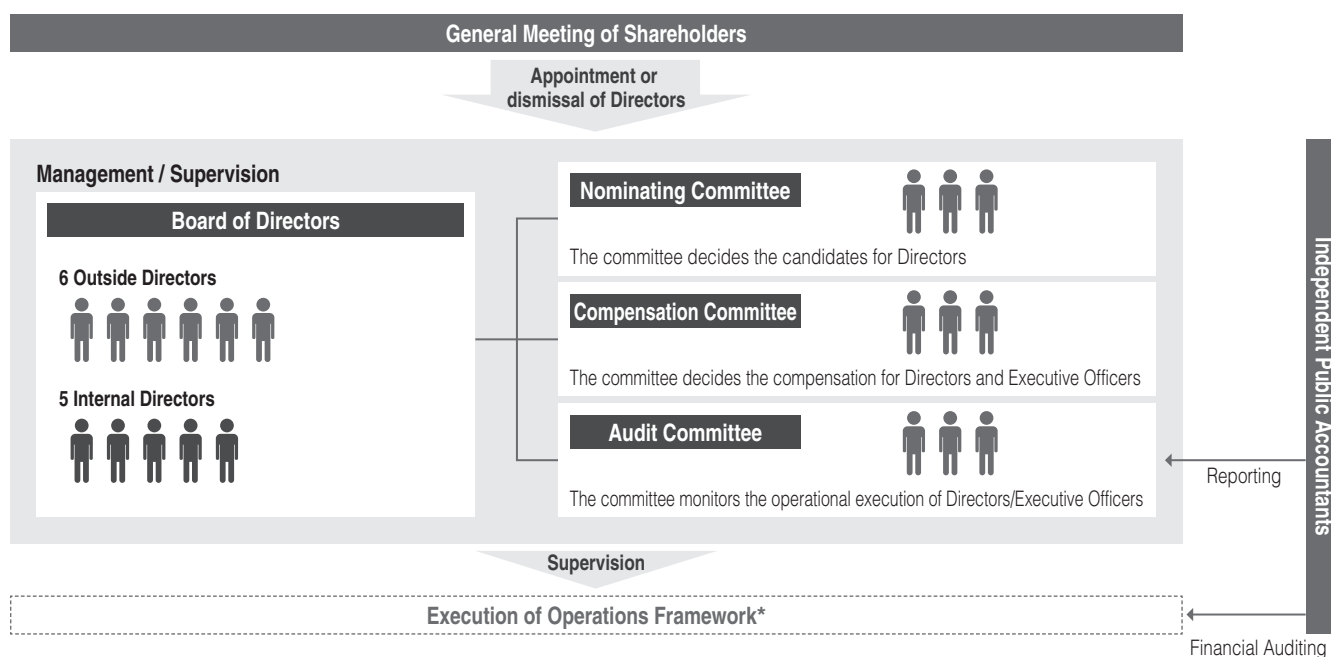 General Meeting of Shareholders
Appointment or
dismissal of Directors
Management / Supervision
Board of Directors
6 Outside Directors
5 Internal Directors
Nominating Committee
The committee decides the candidates for Directors
Compensation Committee
The committee decides the compensation for Directors and Executive Officers
Audit Committee
The committee monitors the operational execution of Directors/Executive Officers
Independent Public Accountants
Reporting
Supervision
Execution of Operations Framework*
Financial Auditing